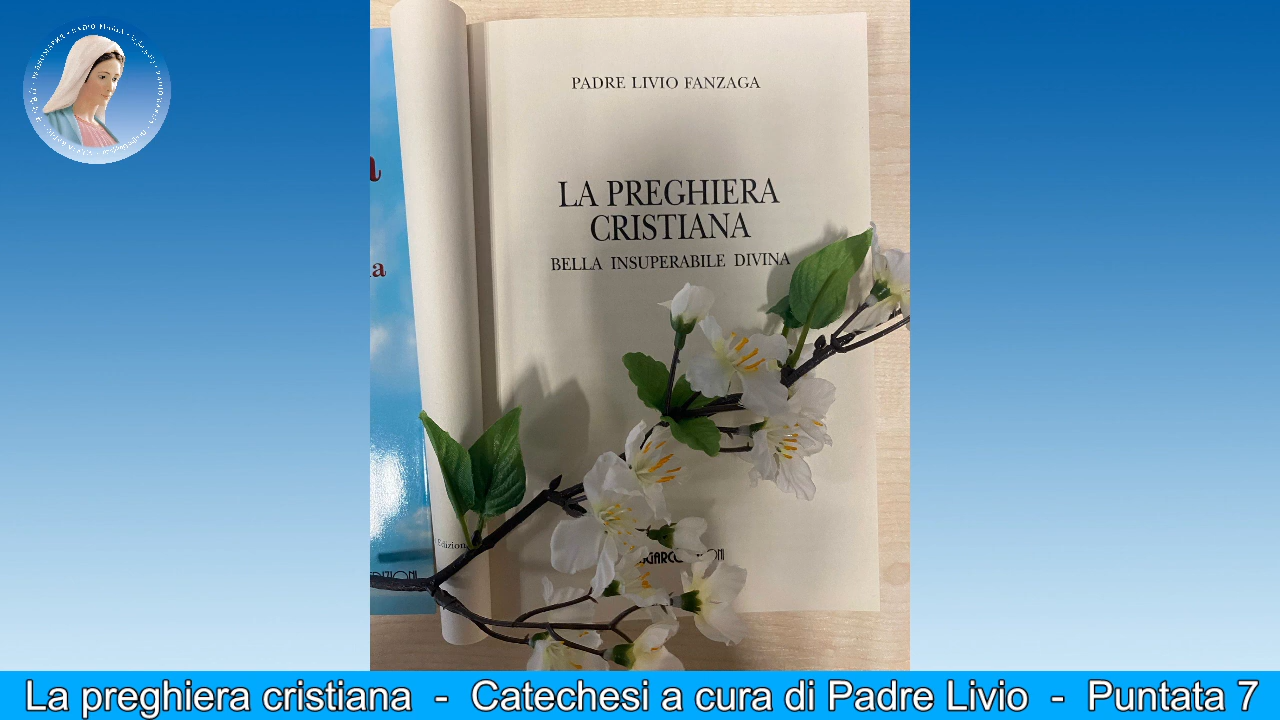 PADRE LIVIO FANZAGA
LA PREGHIERA
CRISTIANA
BELLA INSUPERABILE DIVINA
La preghiera cristiana - Catechesi a cura di Padre Livio - Puntata 7